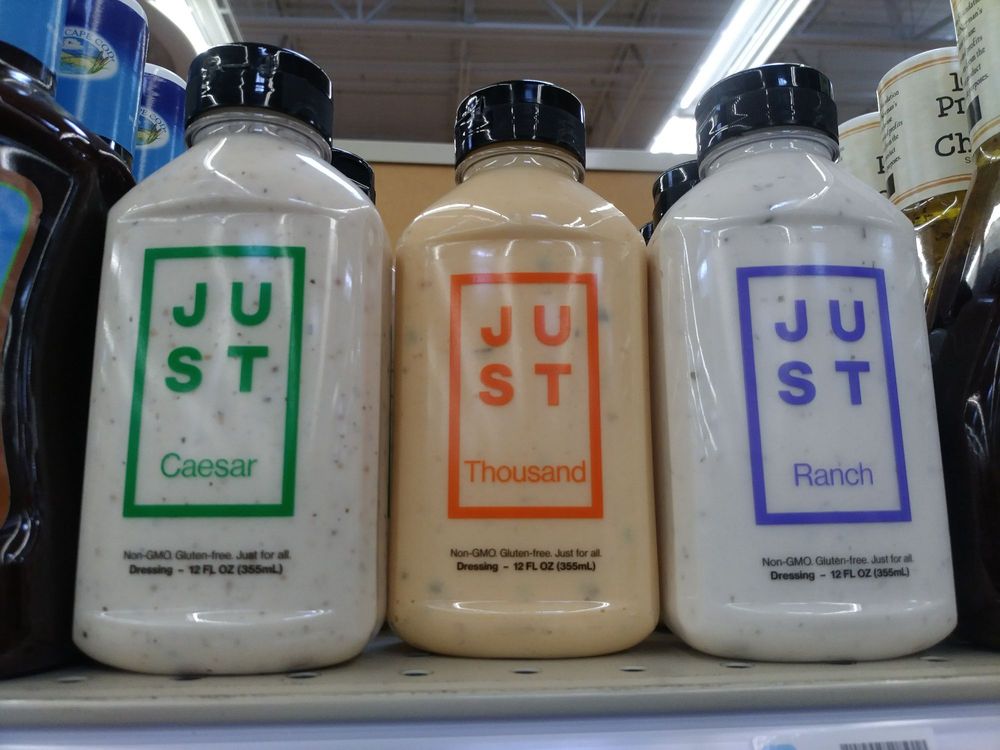 CAPE COD
JU
ST
Caesar
Non-GMO. Gluten-free. Just for all.
Dressing – 12 FL OZ (355mL)
JU
ST
Thousand
Non-GMO. Gluten-free. Just for all.
Dressing – 12 FL OZ (355mL)
JU
ST
Ranch
Non-GMO. Gluten-free. Just for all.
Dressing – 12 FL OZ (355mL)